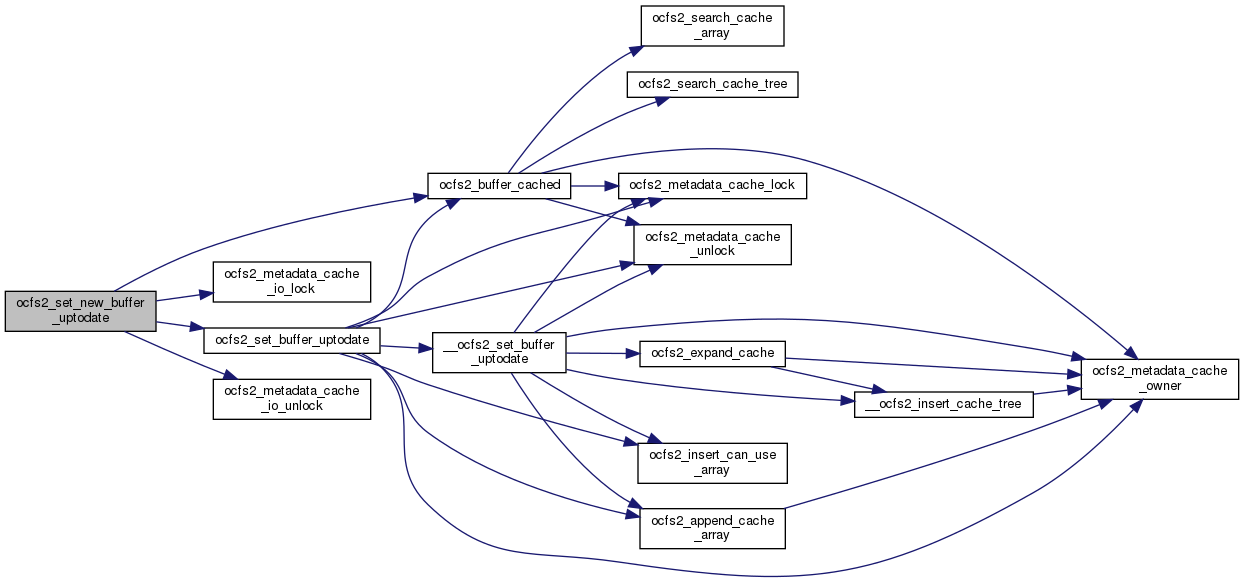 ocfs2_search_cache
_array
ocfs2_search_cache_tree
ocfs2_buffer_cached
ocfs2_metadata_cache_lock
ocfs2_metadata_cache
_unlock
ocfs2_metadata_cache
_io_lock
ocfs2_set_new_buffer
_uptodate
ocfs2_set_buffer_uptodate
__ocfs2_set_buffer
_uptodate
ocfs2_expand_cache
ocfs2_metadata_cache
_owner
ocfs2_metadata_cache
_io_unlock
__ocfs2_insert_cache_tree
ocfs2_insert_can_use
_array
ocfs2_append_cache
_array